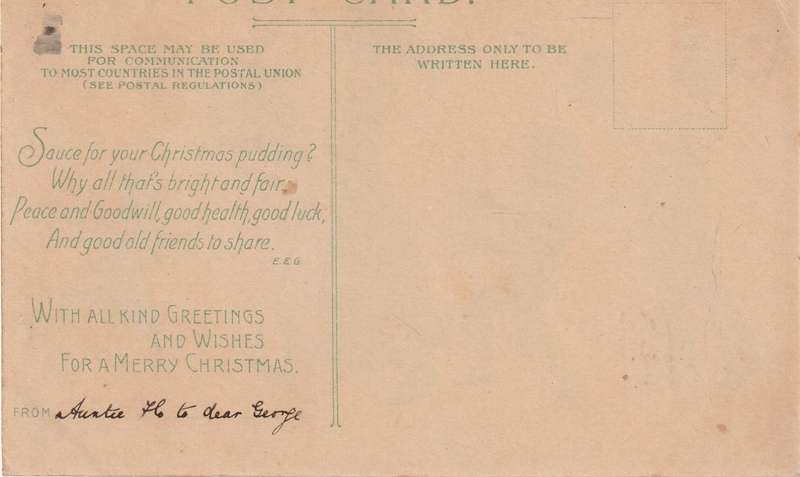 POST CARD.
THIS SPACE MAY BE USED
FOR COMMUNICATION
TO MOST COUNTRIES IN THE POSTAL UNION
(SEE POSTAL REGULATIONS)
THE ADDRESS ONLY TO BE
WRITTEN HERE.
Sauce for your Christmas pudding?
Why all that's bright and fair,
Peace and Goodwill, good health, good luck,
And good old friends to share.
E.E.G.
WITH ALL KIND GREETINGS
AND WISHES
FOR A MERRY CHRISTMAS.
FROM Auntie Flo to dear George